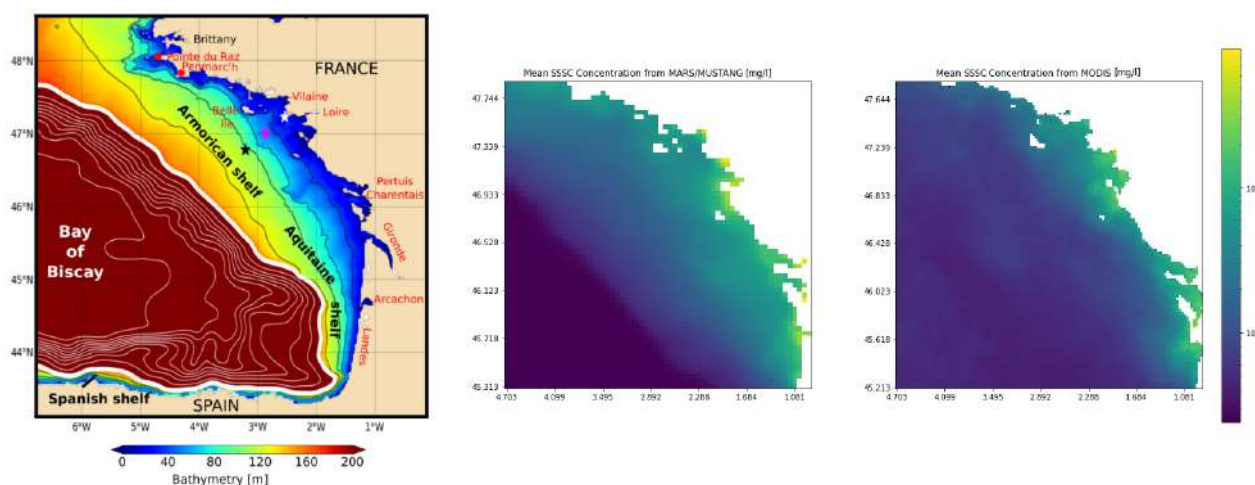 48°N
47°N
46°N
45°N
44°N
Brittany
Pointe du Raz
Penmarc'h
FRANCE
Vilaine
Belle
Ile
Loire
Armorican shelf
Pertuis
Charentais
Gironde
Bay
of
Biscay
Aquitaine shelf
Arcachon
Landes
Spanish shelf
SPAIN
6°W
5°W
4°W
3°W
2°W
1°W
0
40
80
120
160
200
Bathymetry [m]
Mean SSSC Concentration from MARS/MUSTANG [mg/l]
47.744
47.339
46.933
46.528
46.123
45.718
45.313
4.703
4.099
3.495
2.892
2.288
1.684
1.081
Mean SSSC Concentration from MODIS [mg/l]
47.644
47.239
46.833
46.428
46.023
45.618
45.213
4.703
4.099
3.495
2.892
2.288
1.684
1.081
10
10